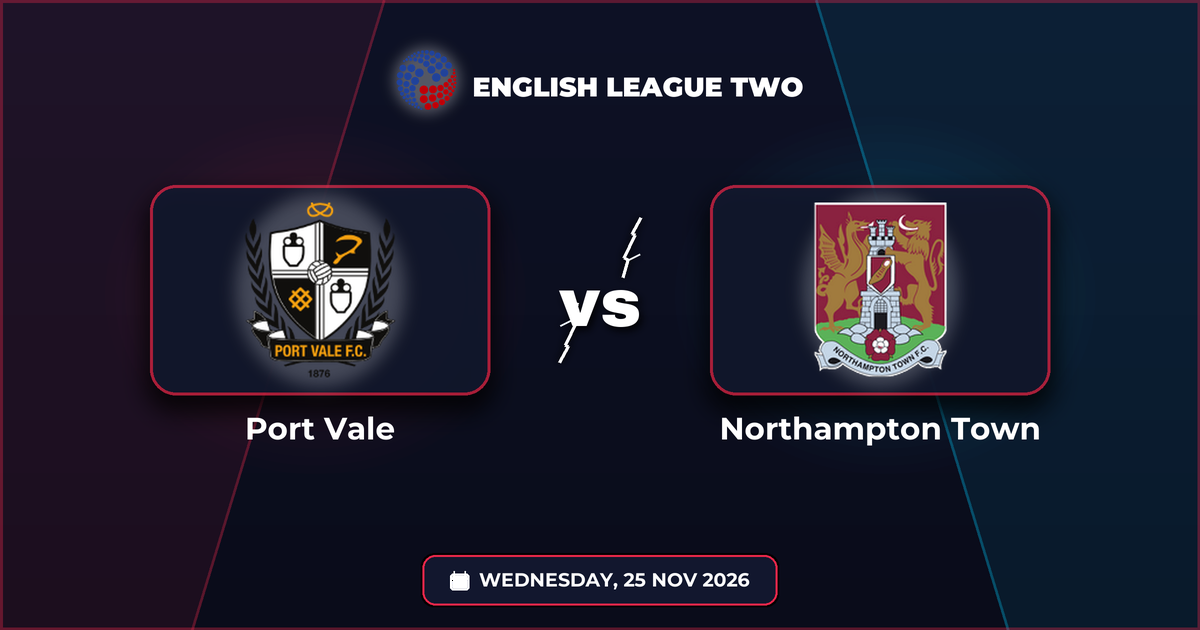 ENGLISH LEAGUE TWO
VS
PORT VALE F.C.
1876
NORTHAMPTON TOWN F.C.
Port Vale
Northampton Town
WEDNESDAY, 25 NOV 2026